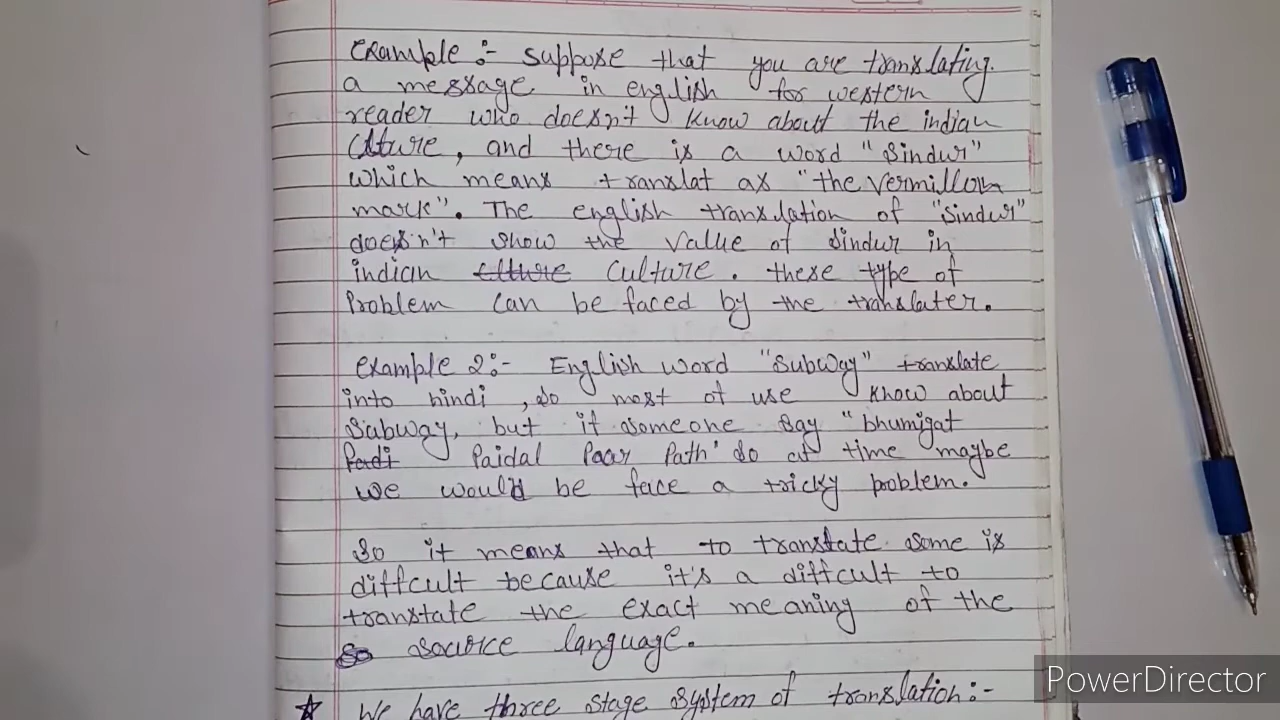 Example :- suppose that you are translating
a message in english for western
reader who doesn't know about the indian
Clture, and there is a word "Sindur"
which means translat as "the vermillon
mark". The english translation of "Sindur"
doesn't show the value of Sindur in
indian clture culture. these type of
Problem can be faced by the translater.
Example 2:- English word "Subway" translate
into hindi, so most of use know about
Subway, but if someone say "bhumigat
Padi Paidal Paar Path' So at time maybe
we would be face a tricky problem.
So it means that to translate some is
diffcult because it's a diffcult to
transtate the exact meaning of the
so source language.
☆ We have three stage system of translation:-
PowerDirector